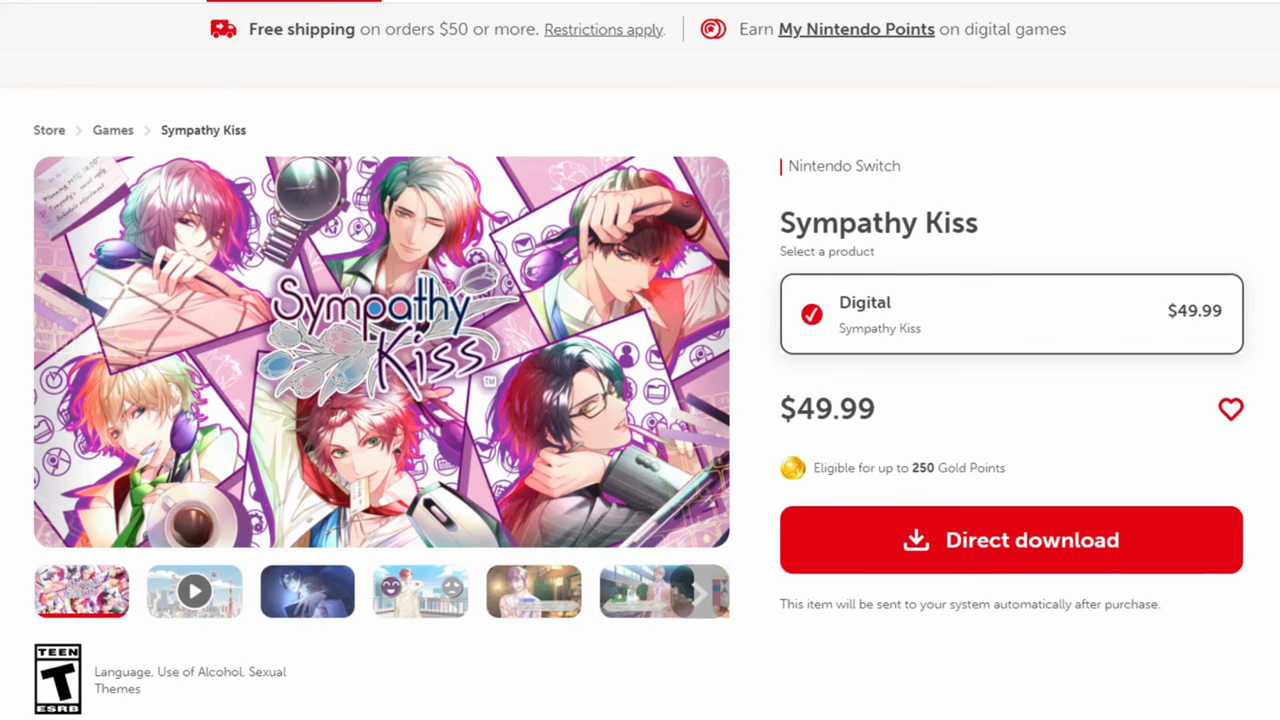 Free shipping on orders $50 or more. Restrictions apply.
Earn My Nintendo Points on digital games
Store
Games
Sympathy Kiss
Sympathy
Kiss
TM
Nintendo Switch
Sympathy Kiss
Select a product
Digital
$49.99
Sympathy Kiss
$49.99
Eligible for up to 250 Gold Points
Direct download
This item will be sent to your system automatically after purchase.
TEEN
T
ESRB
Language, Use of Alcohol, Sexual
Themes